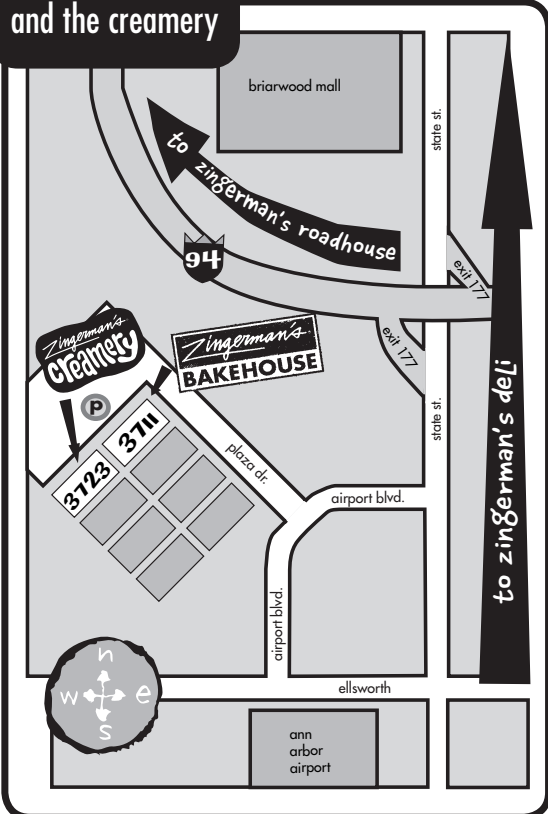 and the creamery
briarwood mall
state st.
to zingerman's roadhouse
94
exit 177
exit 177
Zingerman's
Creamery
Zingerman's
BAKEHOUSE
P
3711
3723
plaza dr.
state st.
airport blvd.
to zingerman's deli
airport blvd.
n
w e
s
ellsworth
ann
arbor
airport